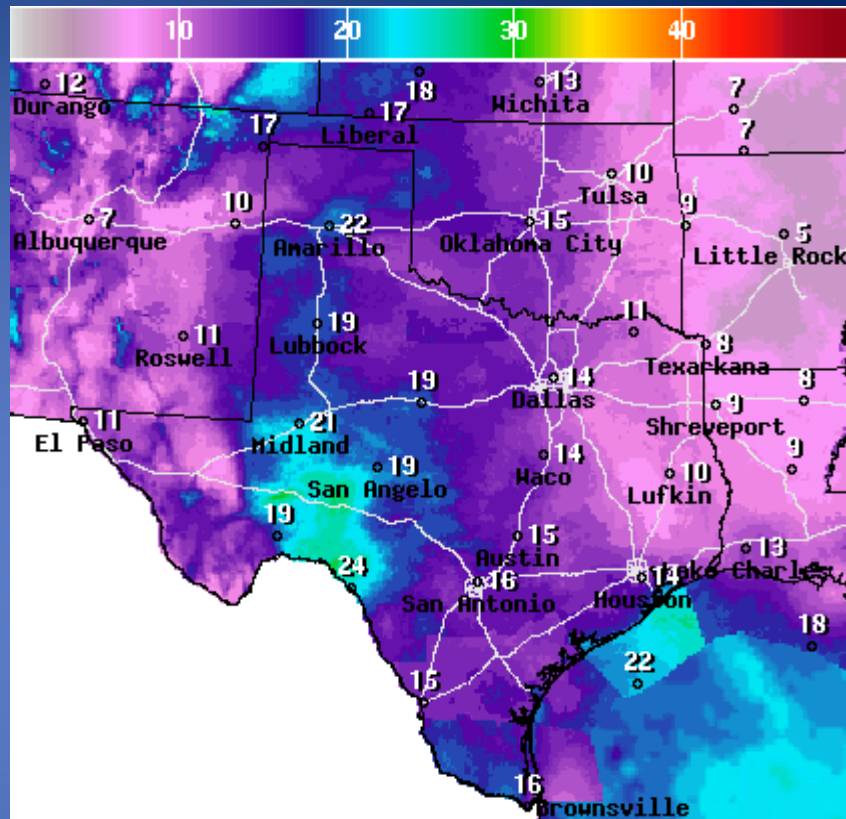 10 20 30 40
12
Durango
18
13
Wichita
7
17
Liberal
17
7
10
Tulsa
7
Albuquerque
10
22
Amarillo
15
Oklahoma City
9
5
Little Rock
11
Roswell
19
Lubbock
11
8
Texarkana
14
Dallas
19
9
Shreveport
8
11
El Paso
21
Midland
19
San Angelo
14
Waco
10
Lufkin
9
19
15
Austin
13
Lake Charles
24
16
San Antonio
14
Houston
18
22
15
16
Brownsville